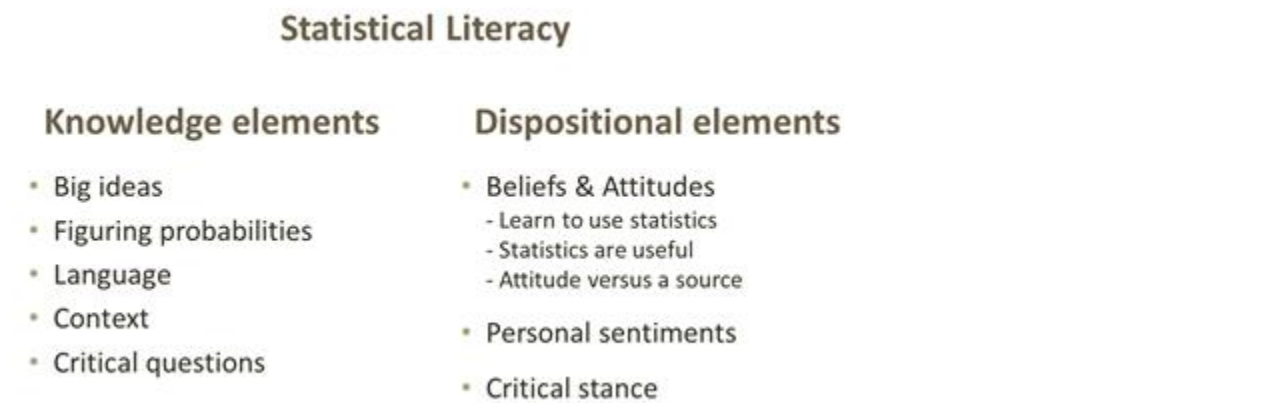 Statistical Literacy
Knowledge elements
• Big ideas
• Figuring probabilities
• Language
• Context
• Critical questions
Dispositional elements
• Beliefs & Attitudes
- Learn to use statistics
- Statistics are useful
- Attitude versus a source
• Personal sentiments
• Critical stance